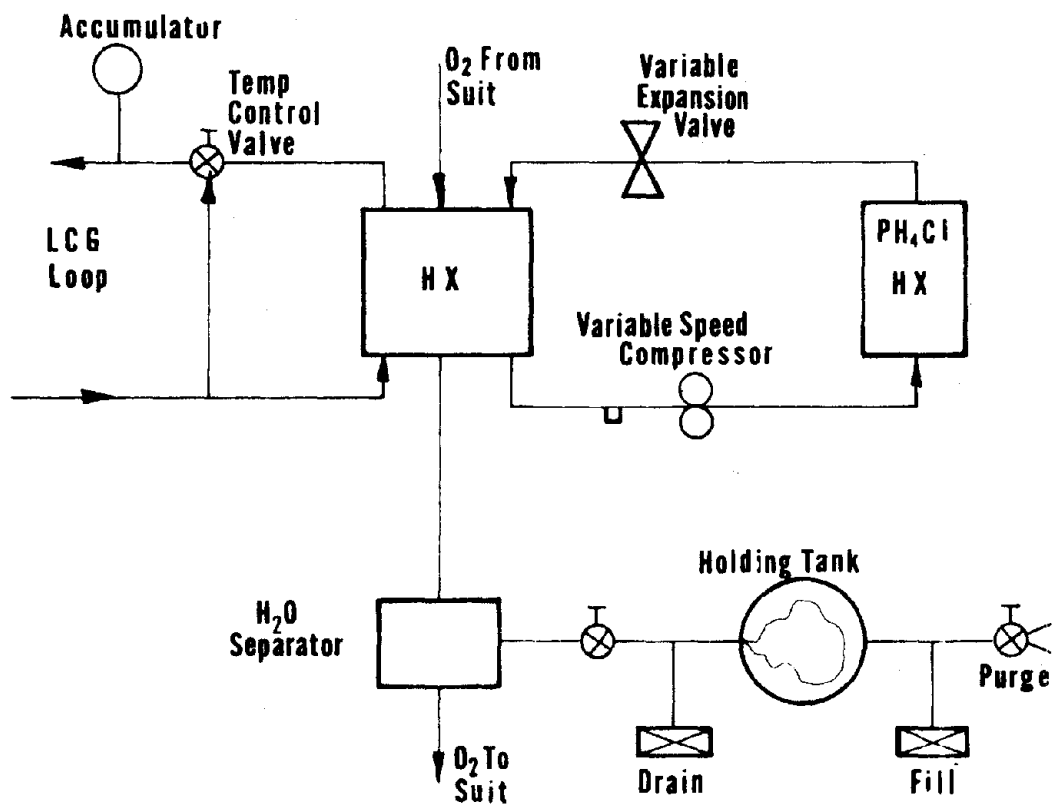 Accumulator
Temp
Control
Valve
O₂ From
Suit
Variable
Expansion
Valve
LCG
Loop
HX
PH₄Cl
HX
Variable Speed
Compressor
Holding Tank
H₂O
Separator
Purge
O₂ To
Suit
Drain
Fill